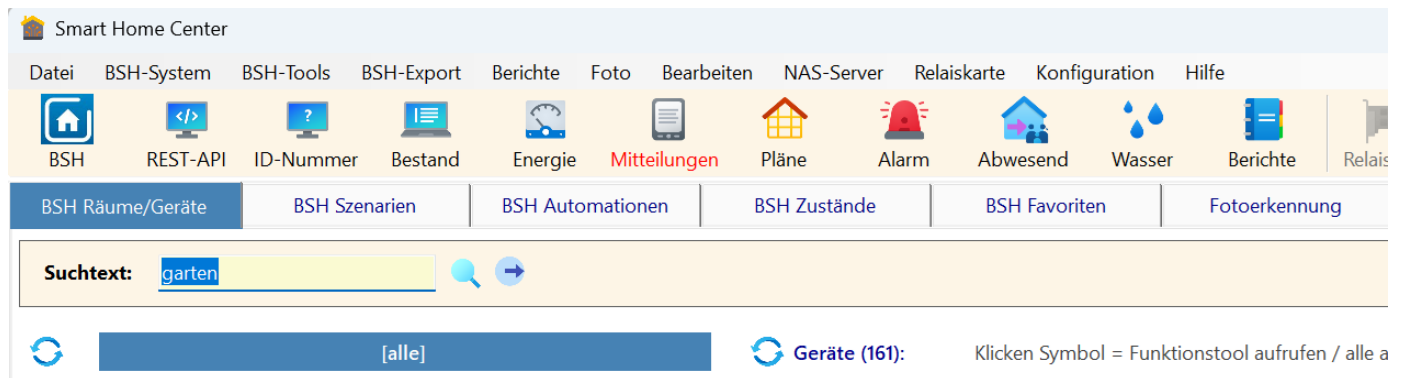 Smart Home Center
Datei BSH-System BSH-Tools BSH-Export Berichte Foto Bearbeiten NAS-Server Relaiskarte Konfiguration Hilfe
BSH REST-API ID-Nummer Bestand Energie Mitteilungen Pläne Alarm Abwesend Wasser Berichte Relais
BSH Räume/Geräte BSH Szenarien BSH Automationen BSH Zustände BSH Favoriten Fotoerkennung
Suchtext: garten
[alle] Geräte (161): Klicken Symbol = Funktionstool aufrufen / alle a